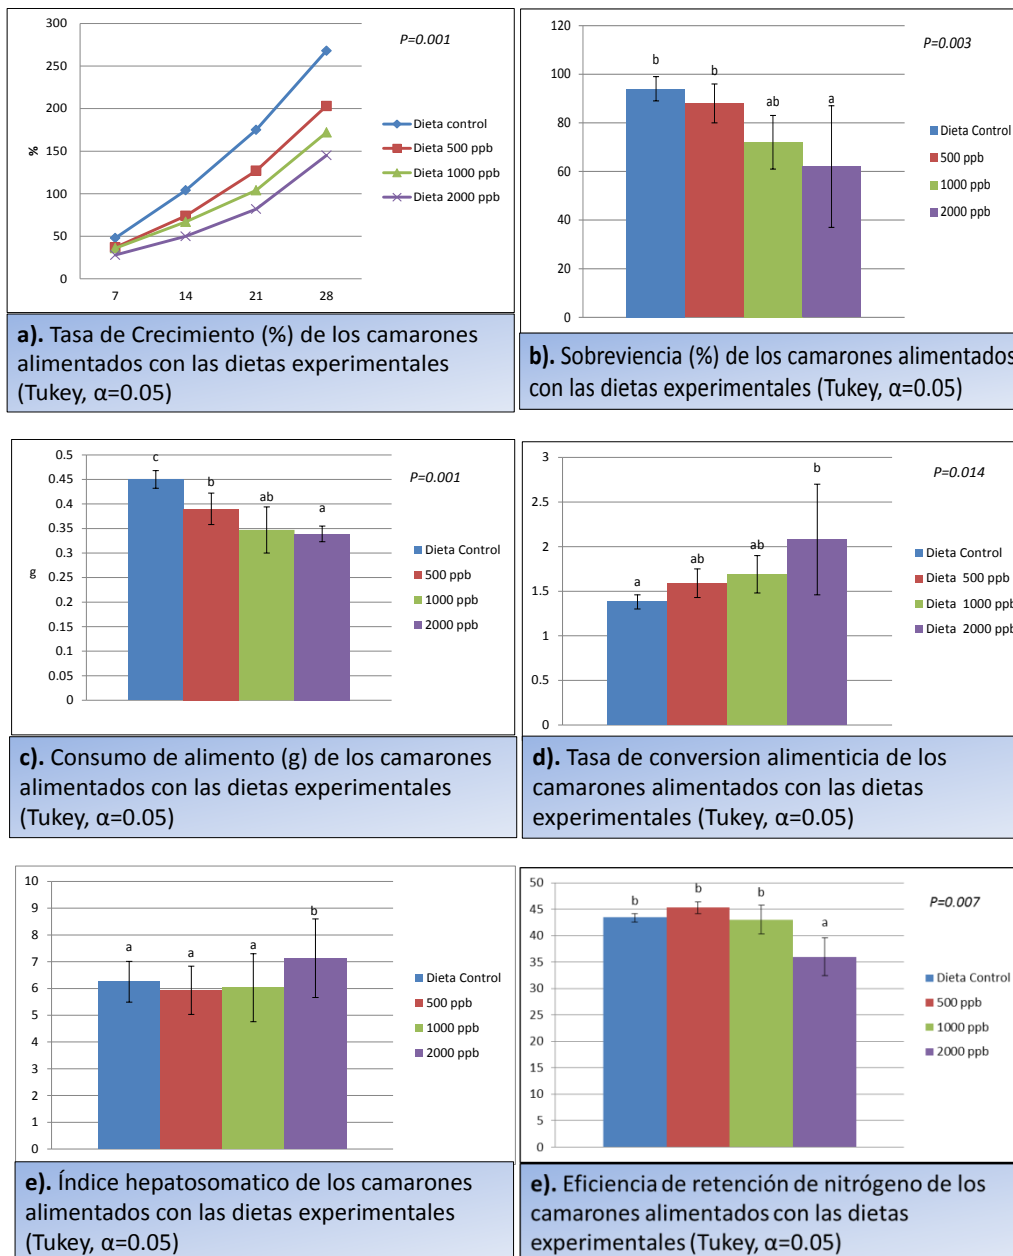 300
250
200
150
100
50
0
%
7 14 21 28
P=0.001
Dieta control
Dieta 500 ppb
Dieta 1000 ppb
Dieta 2000 ppb
a). Tasa de Crecimiento (%) de los camarones
alimentados con las dietas experimentales
(Tukey, α=0.05)
120
100
80
60
40
20
0
b b ab a
P=0.003
Dieta Control
500 ppb
1000 ppb
2000 ppb
b). Sobreviencia (%) de los camarones alimentados
con las dietas experimentales (Tukey, α=0.05)
0.5
0.45
0.4
0.35
0.3
0.25
0.2
0.15
0.1
0.05
0
g
c b ab a
P=0.001
Dieta Control
500 ppb
1000 ppb
2000 ppb
c). Consumo de alimento (g) de los camarones
alimentados con las dietas experimentales
(Tukey, α=0.05)
3
2.5
2
1.5
1
0.5
0
a ab ab b
P=0.014
Dieta Control
Dieta 500 ppb
Dieta 1000 ppb
Dieta 2000 ppb
d). Tasa de conversion alimenticia de los
camarones alimentados con las dietas
experimentales (Tukey, α=0.05)
10
9
8
7
6
5
4
3
2
1
0
a a a b
Dieta Control
500 ppb
1000 ppb
2000 ppb
e). Índice hepatosomatico de los camarones
alimentados con las dietas experimentales
(Tukey, α=0.05)
50
45
40
35
30
25
20
15
10
5
0
b b b a
P=0.007
Dieta Control
500 ppb
1000 ppb
2000 ppb
e). Eficiencia de retención de nitrógeno de los
camarones alimentados con las dietas
experimentales (Tukey, α=0.05)